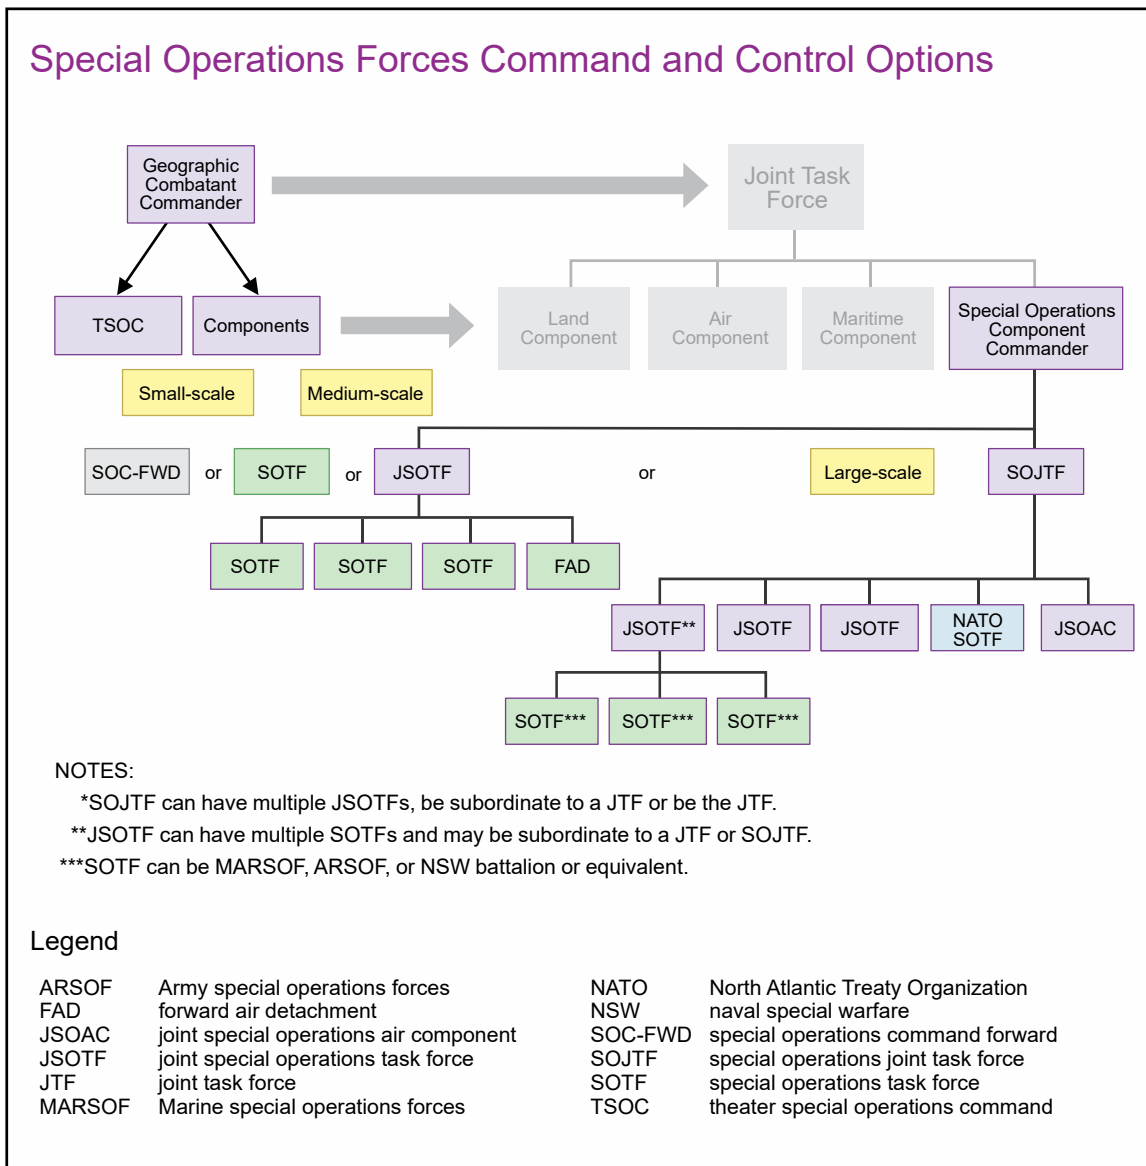 Special Operations Forces Command and Control Options
Geographic
Combatant
Commander
Joint Task
Force
TSOC
Components
Land
Component
Air
Component
Maritime
Component
Special Operations
Component
Commander
Small-scale
Medium-scale
SOC-FWD
or
SOTF
or
JSOTF
or
Large-scale
SOJTF
SOTF
SOTF
SOTF
FAD
JSOTF**
JSOTF
JSOTF
NATO
SOTF
JSOAC
SOTF***
SOTF***
SOTF***
NOTES:
*SOJTF can have multiple JSOTFs, be subordinate to a JTF or be the JTF.
**JSOTF can have multiple SOTFs and may be subordinate to a JTF or SOJTF.
***SOTF can be MARSOF, ARSOF, or NSW battalion or equivalent.
Legend
ARSOF Army special operations forces
FAD forward air detachment
JSOAC joint special operations air component
JSOTF joint special operations task force
JTF joint task force
MARSOF Marine special operations forces
NATO North Atlantic Treaty Organization
NSW naval special warfare
SOC-FWD special operations command forward
SOJTF special operations joint task force
SOTF special operations task force
TSOC theater special operations command